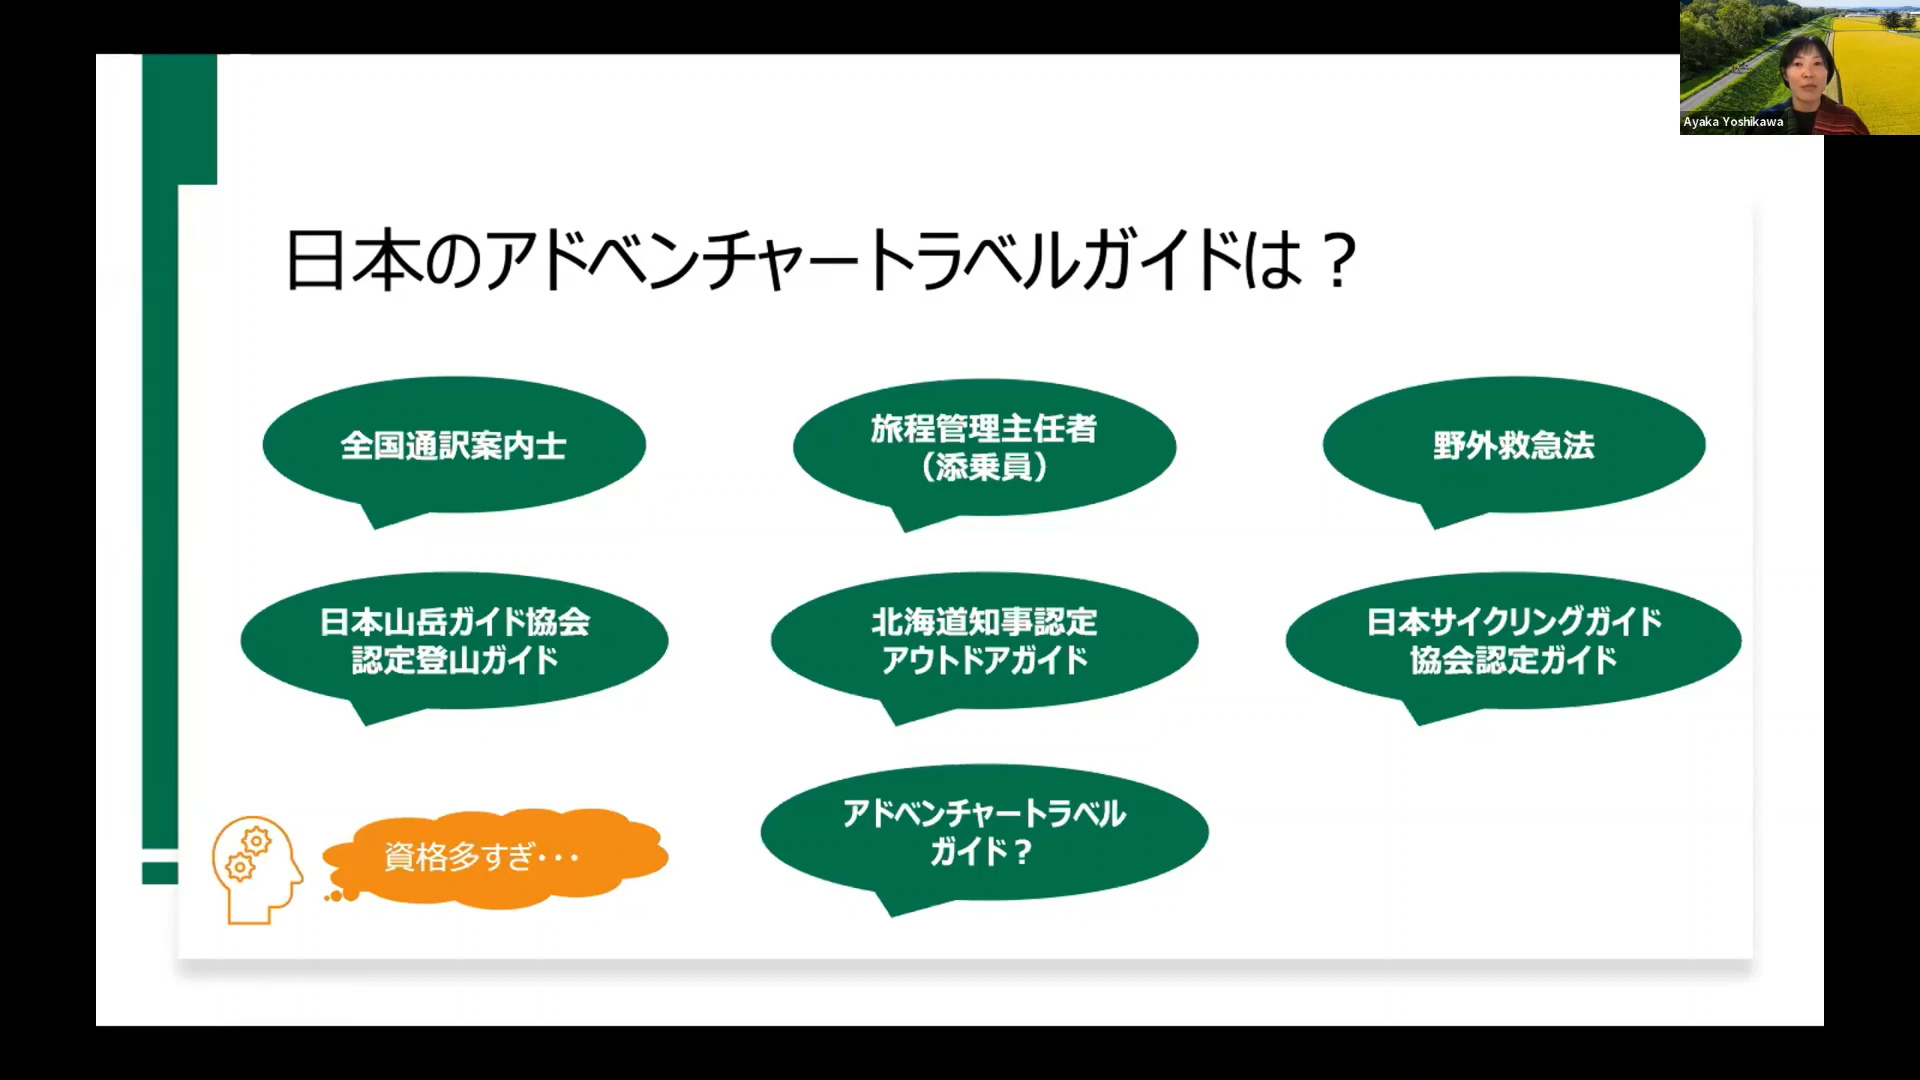 Ayaka Yoshikawa
日本のアドベンチャートラベルガイドは？
全国通訳案内士
旅程管理主任者
（添乗員）
野外救急法
日本山岳ガイド協会
認定登山ガイド
北海道知事認定
アウトドアガイド
日本サイクリングガイド
協会認定ガイド
資格多すぎ・・・
アドベンチャートラベル
ガイド？